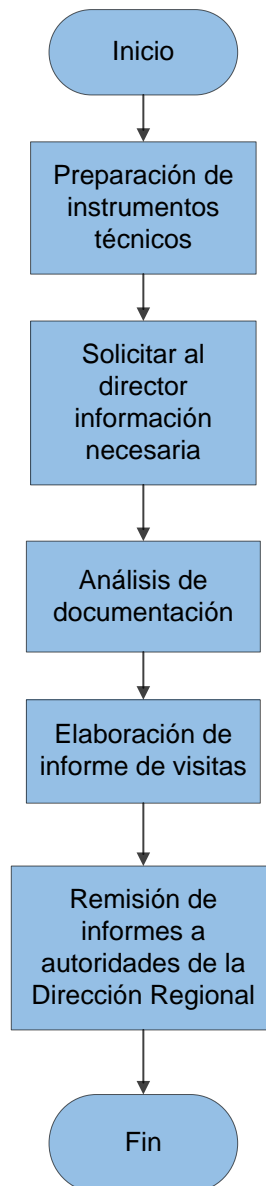 Inicio
Preparación de
instrumentos
técnicos
Solicitar al
director
información
necesaria
Análisis de
documentación
Elaboración de
informe de visitas
Remisión de
informes a
autoridades de la
Dirección Regional
Fin